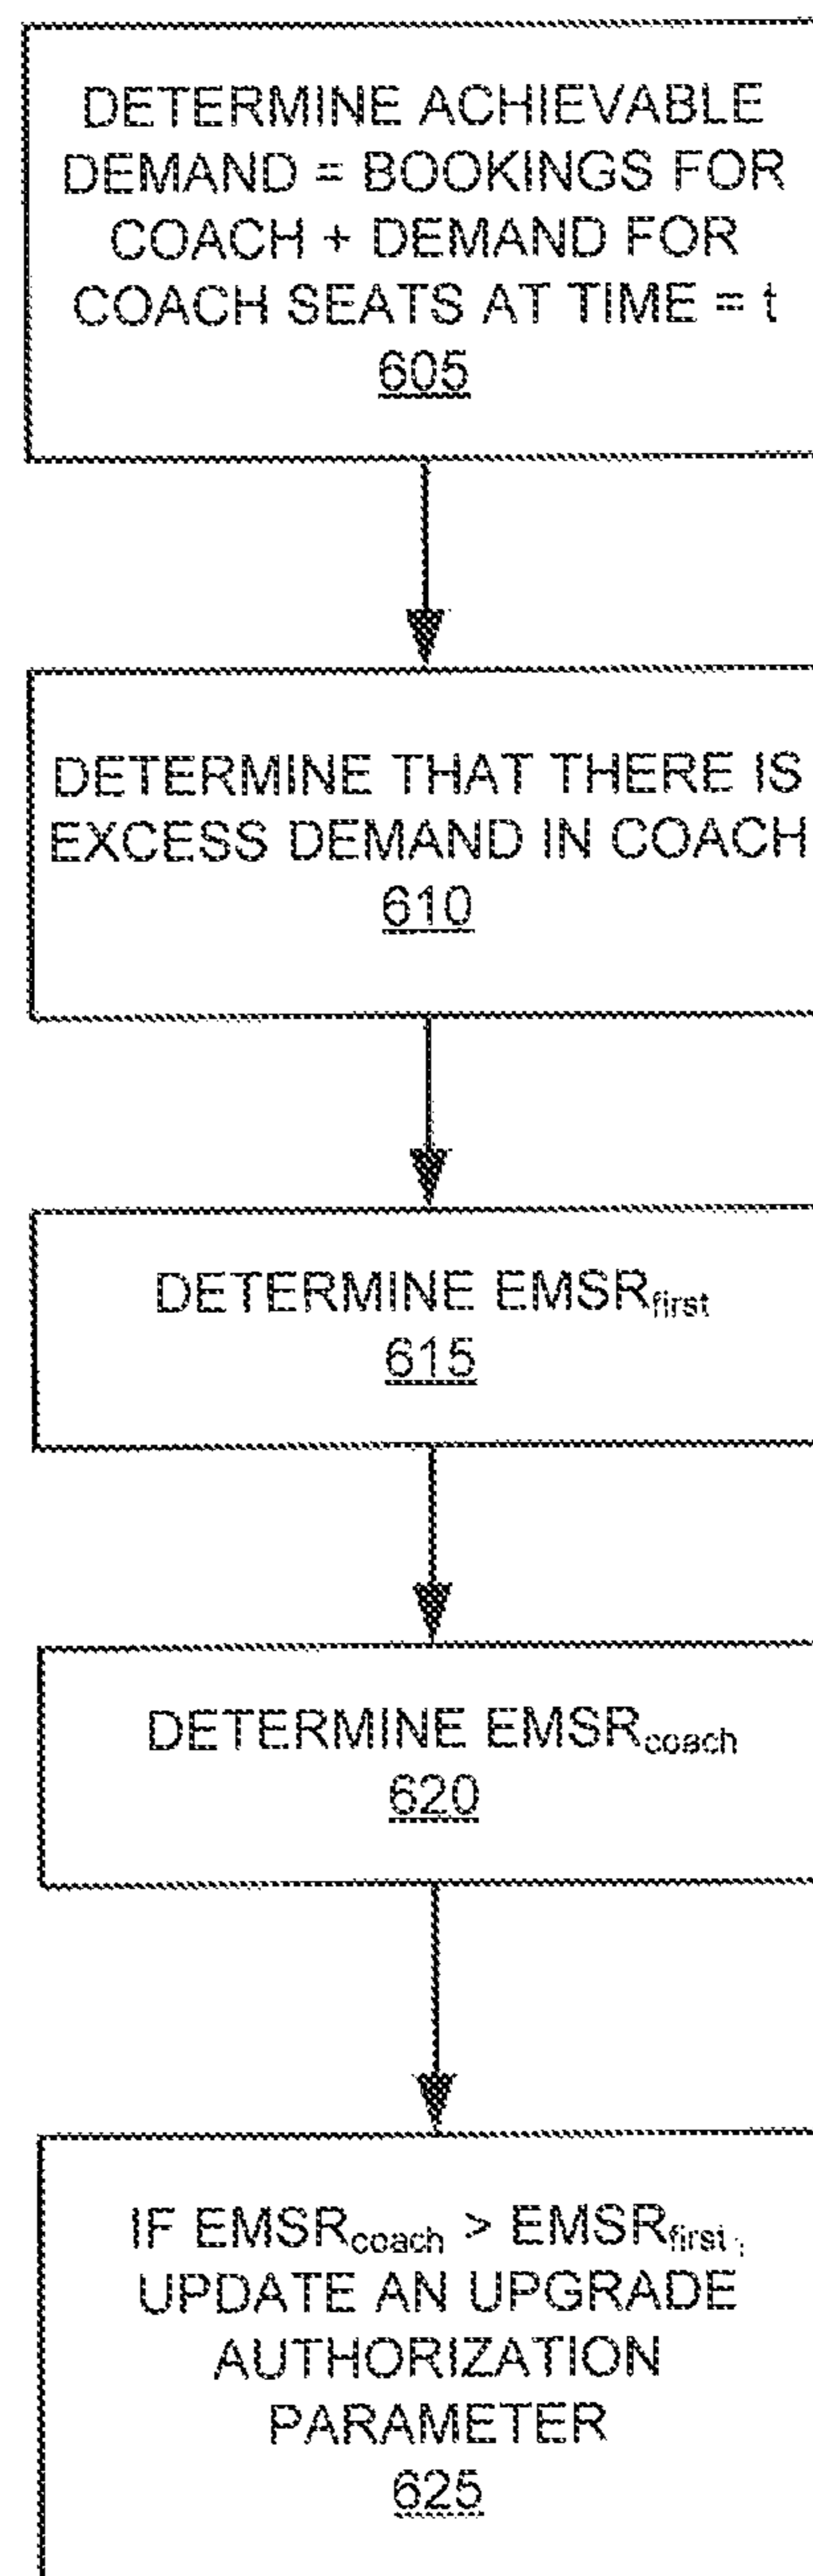 DETERMINE ACHIEVABLE
DEMAND = BOOKINGS FOR
COACH + DEMAND FOR
COACH SEATS AT TIME = t
605
DETERMINE THAT THERE IS
EXCESS DEMAND IN COACH
610
DETERMINE EMSRfirst
615
DETERMINE EMSRcoach
620
IF EMSRcoach > EMSRfirst,
UPDATE AN UPGRADE
AUTHORIZATION
PARAMETER
625